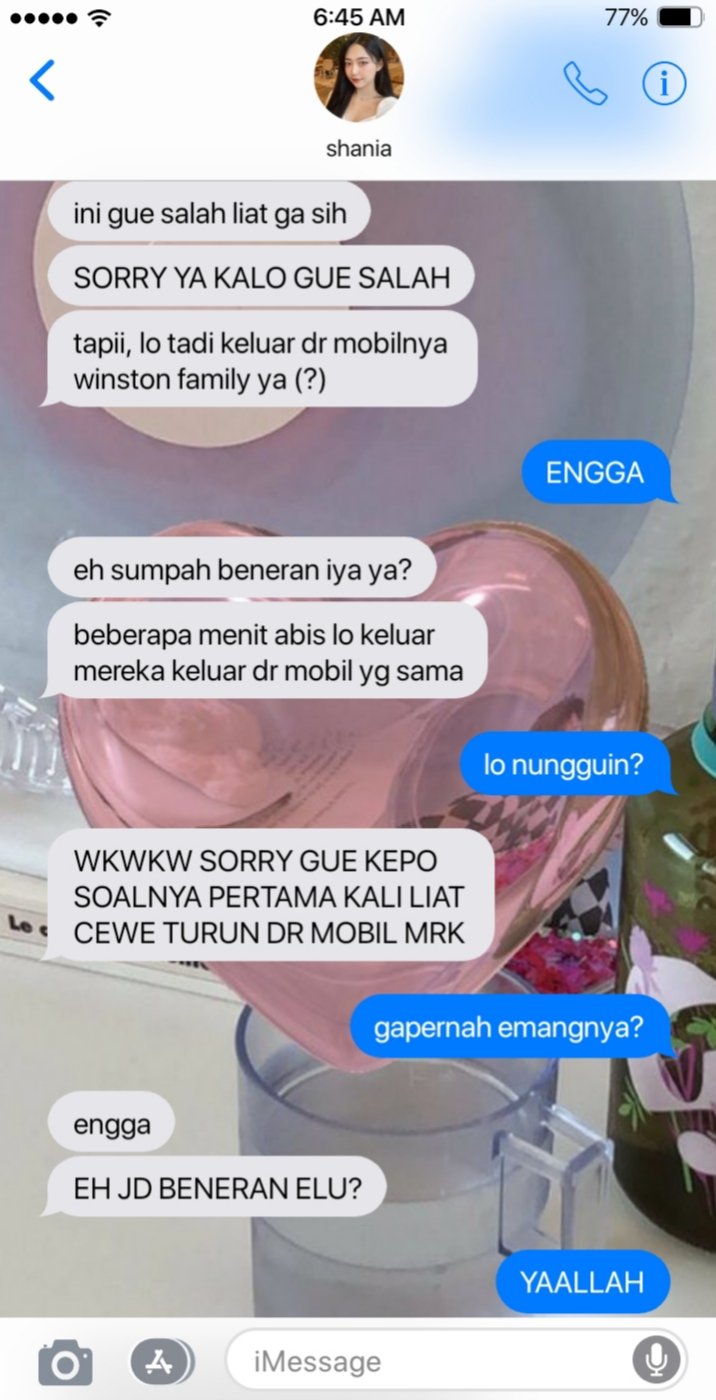 6:45 AM
77%
shania
ini gue salah liat ga sih
SORRY YA KALO GUE SALAH
tapii, lo tadi keluar dr mobilnya
winston family ya (?)
ENGGA
eh sumpah beneran iya ya?
beberapa menit abis lo keluar
mereka keluar dr mobil yg sama
lo nungguin?
WKWKW SORRY GUE KEPO
SOALNYA PERTAMA KALI LIAT
CEWE TURUN DR MOBIL MRK
Le
gapernah emangnya?
engga
EH JD BENERAN ELU?
YAALLAH
iMessage